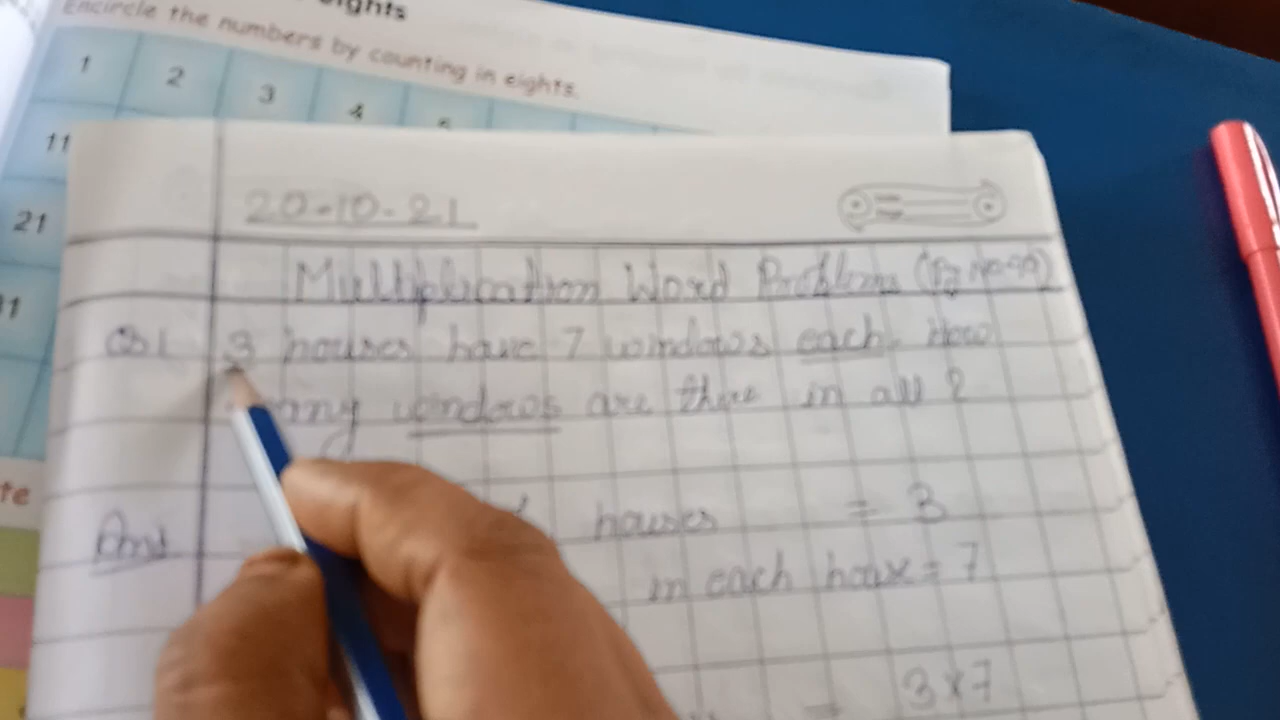 eights
Encircle the numbers by counting in eights.
1 2 3 4 5
11
21
20-10-21
Multiplication Word Problems
Qs1 3 houses have 7 windows each. How
many windows are there in all ?
Ans houses = 3
in each house = 7
= 3x7